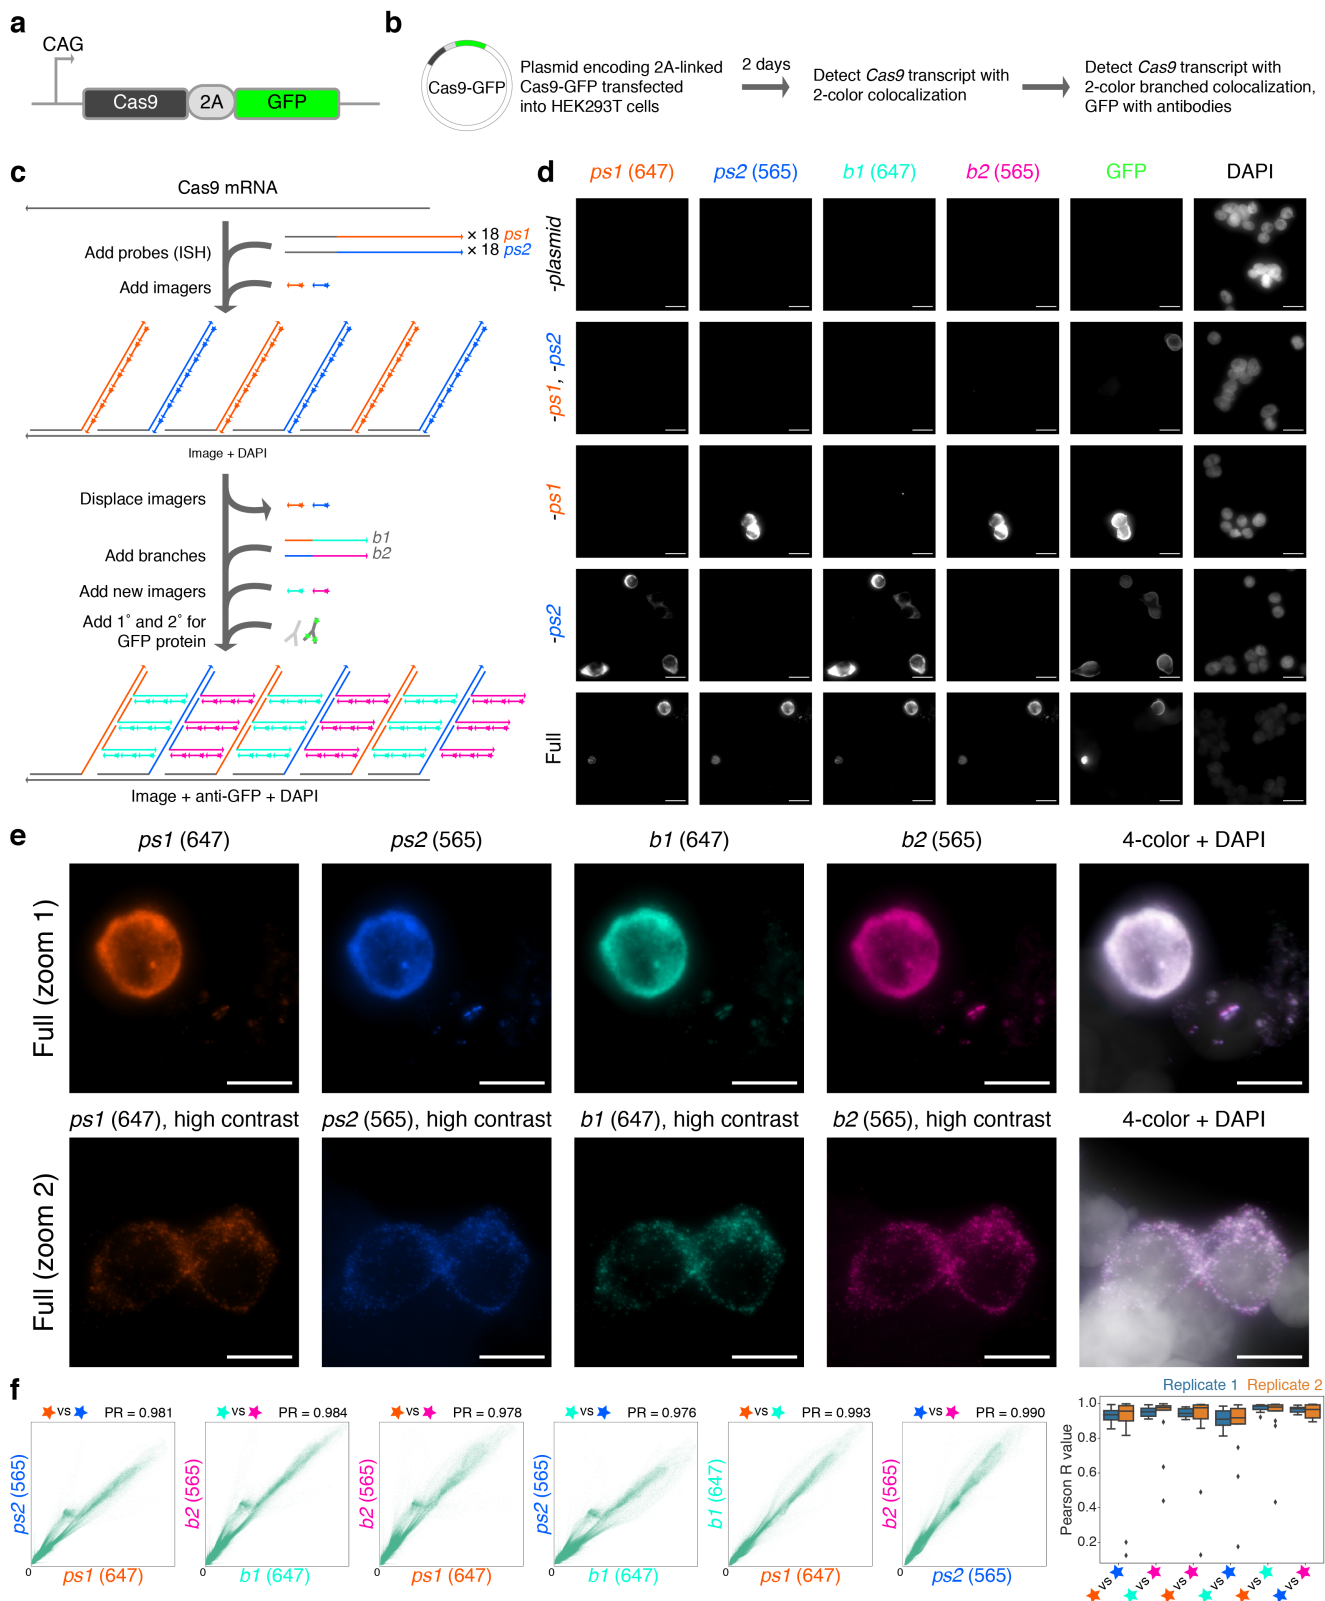 a
CAG
Cas9
2A
GFP
b
Cas9-GFP
Plasmid encoding 2A-linked
Cas9-GFP transfected
into HEK293T cells
2 days
Detect Cas9 transcript with
2-color colocalization
Detect Cas9 transcript with
2-color branched colocalization,
GFP with antibodies
c
Cas9 mRNA
Add probes (ISH)
× 18 ps1
× 18 ps2
Add imagers
Image + DAPI
Displace imagers
Add branches
b1
b2
Add new imagers
Add 1° and 2° for
GFP protein
Image + anti-GFP + DAPI
d
ps1 (647)
ps2 (565)
b1 (647)
b2 (565)
GFP
DAPI
-plasmid
-ps1, -ps2
-ps1
-ps2
Full
e
ps1 (647)
ps2 (565)
b1 (647)
b2 (565)
4-color + DAPI
Full (zoom 1)
ps1 (647), high contrast
ps2 (565), high contrast
b1 (647), high contrast
b2 (565), high contrast
4-color + DAPI
Full (zoom 2)
f
vs PR = 0.981
ps2 (565)
0
ps1 (647)
vs PR = 0.984
b2 (565)
0
b1 (647)
vs PR = 0.978
b2 (565)
0
ps1 (647)
vs PR = 0.976
ps2 (565)
0
b1 (647)
vs PR = 0.993
b1 (647)
0
ps1 (647)
vs PR = 0.990
b2 (565)
0
ps2 (565)
Replicate 1 Replicate 2
Pearson R value
1.0
0.8
0.6
0.4
0.2
vs
vs
vs
vs
vs
vs